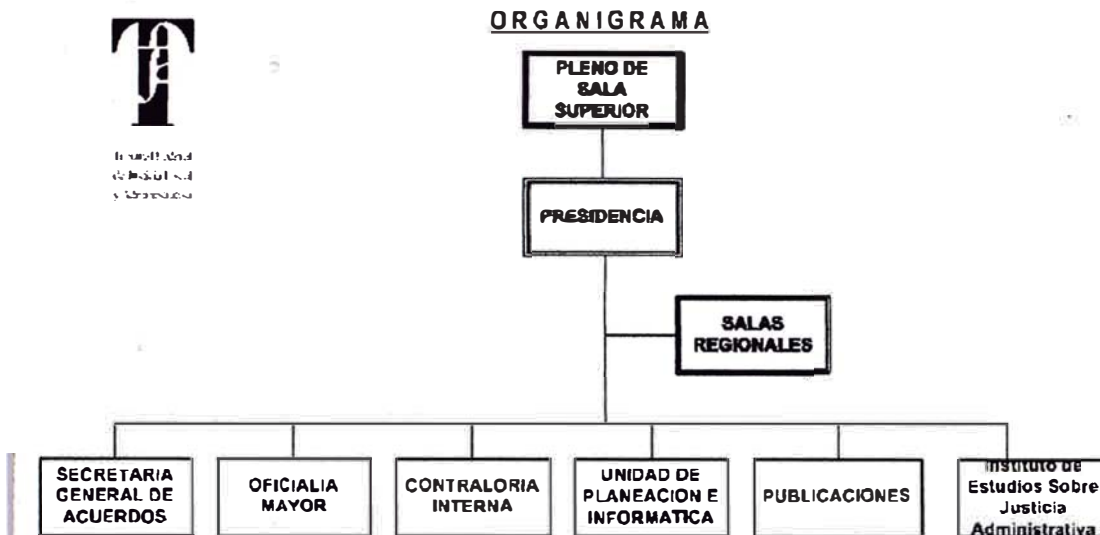 ORGANIGRAMA
PLENO DE
SALA
SUPERIOR
PRESIDENCIA
SALAS
REGIONALES
SECRETARIA
GENERAL DE
ACUERDOS
OFICIALIA
MAYOR
CONTRALORIA
INTERNA
UNIDAD DE
PLANEACION E
INFORMATICA
PUBLICACIONES
Instituto de
Estudios Sobre
Justicia
Administrativa